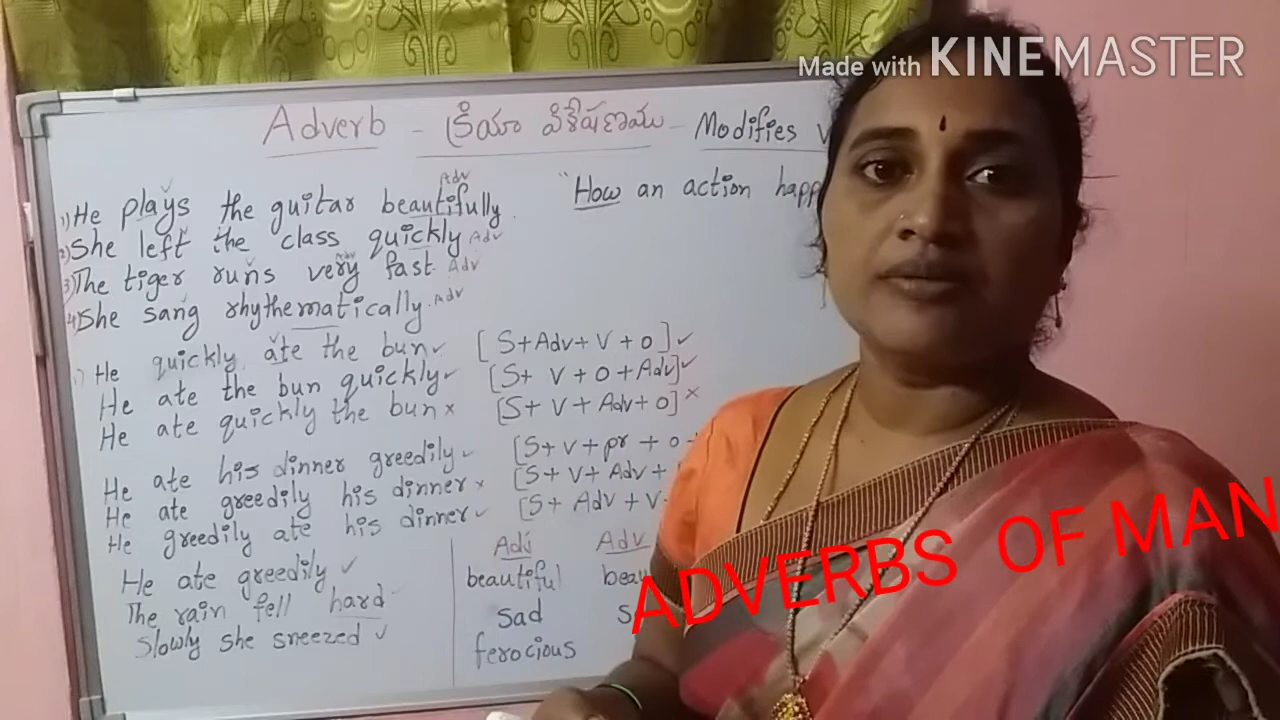 Made with KINEMASTER
Adverb - క్రియా విశేషణము - Modifies v
Adv
1) He plays the guitar beautifully. "How an action happ
2) She left the class quickly Adv
Adv
3) The tiger runs very fast Adv
4) She sang rhythematically. Adv
He quickly ate the bun✓ [S+Adv+V+O]✓
He ate the bun quickly✓ [S+ V+O+Adv]✓
He ate quickly the bun x [S+V+Adv+O] x
He ate his dinner greedily✓ [S+V+pr+o
He ate greedily his dinner x [S+V+Adv+
He greedily ate his dinner✓ [S+Adv+V
Adj Adv
He ate greedily ✓ beautiful beau
The rain fell hard sad s
Slowly she sneezed ✓ ferocious
ADVERBS OF MAN